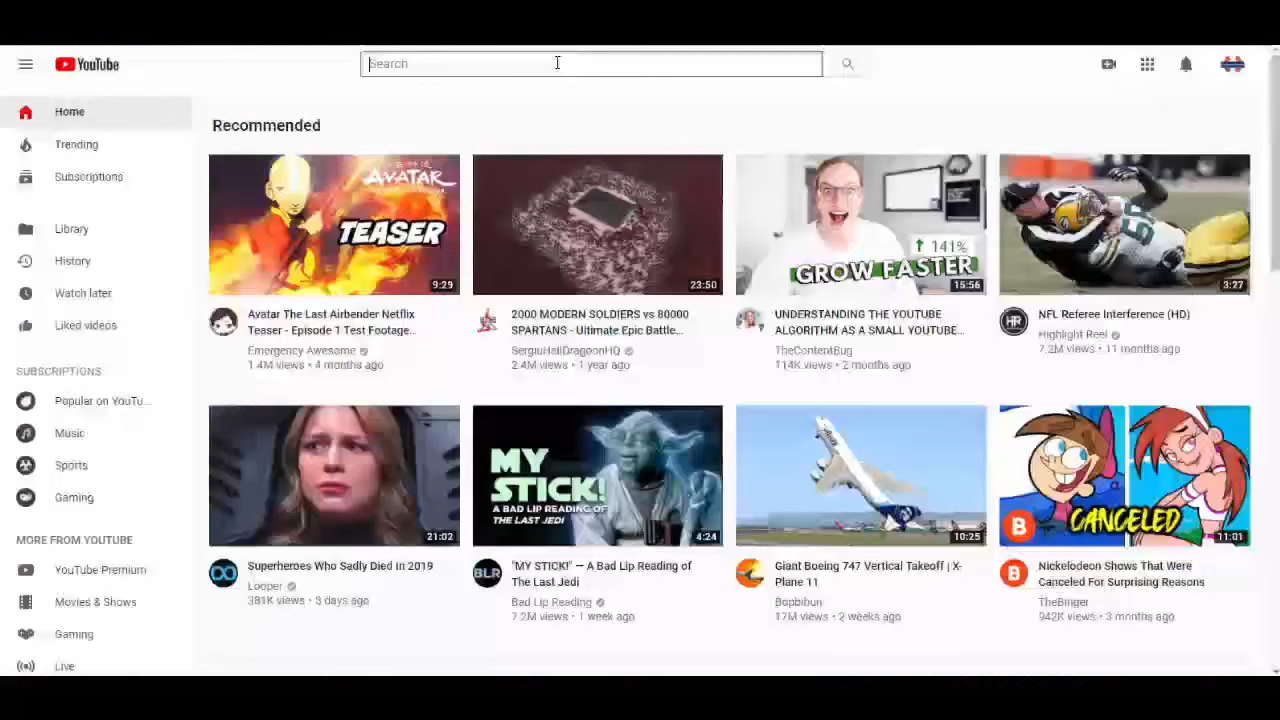 YouTube
Search
Home
Trending
Subscriptions
Library
History
Watch later
Liked videos
SUBSCRIPTIONS
Popular on YouTu...
Music
Sports
Gaming
MORE FROM YOUTUBE
YouTube Premium
Movies & Shows
Gaming
Live
Recommended
AVATAR
TEASER
9:29
Avatar The Last Airbender Netflix
Teaser - Episode 1 Test Footage...
Emergency Awesome
1.4M views • 4 months ago
23:50
2000 MODERN SOLDIERS vs 80000
SPARTANS - Ultimate Epic Battle...
SergiuHellDragoonHQ
2.4M views • 1 year ago
141%
GROW FASTER
15:56
UNDERSTANDING THE YOUTUBE
ALGORITHM AS A SMALL YOUTUBE...
TheContentBug
114K views • 2 months ago
3:27
HR
NFL Referee Interference (HD)
Highlight Reel
7.2M views • 11 months ago
21:02
Superheroes Who Sadly Died In 2019
Looper
381K views • 3 days ago
MY
STICK!
A BAD LIP READING OF
THE LAST JEDI
4:24
BLR
"MY STICK!" — A Bad Lip Reading of
The Last Jedi
Bad Lip Reading
7.2M views • 1 week ago
10:25
Giant Boeing 747 Vertical Takeoff | X-
Plane 11
Bopbibun
17M views • 2 weeks ago
B
CANCELED
11:01
B
Nickelodeon Shows That Were
Canceled For Surprising Reasons
TheBinger
942K views • 3 months ago